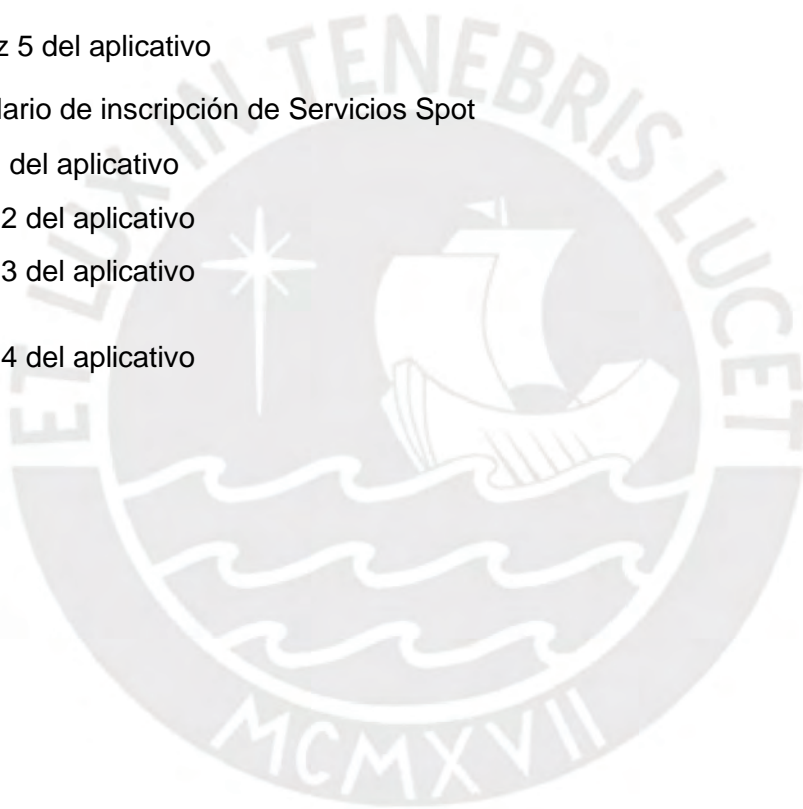 z 5 del aplicativo
lario de inscripción de Servicios Spot
del aplicativo
2 del aplicativo
3 del aplicativo
4 del aplicativo
ET LUX IN TENEBRIS LUCET
MCMXVII